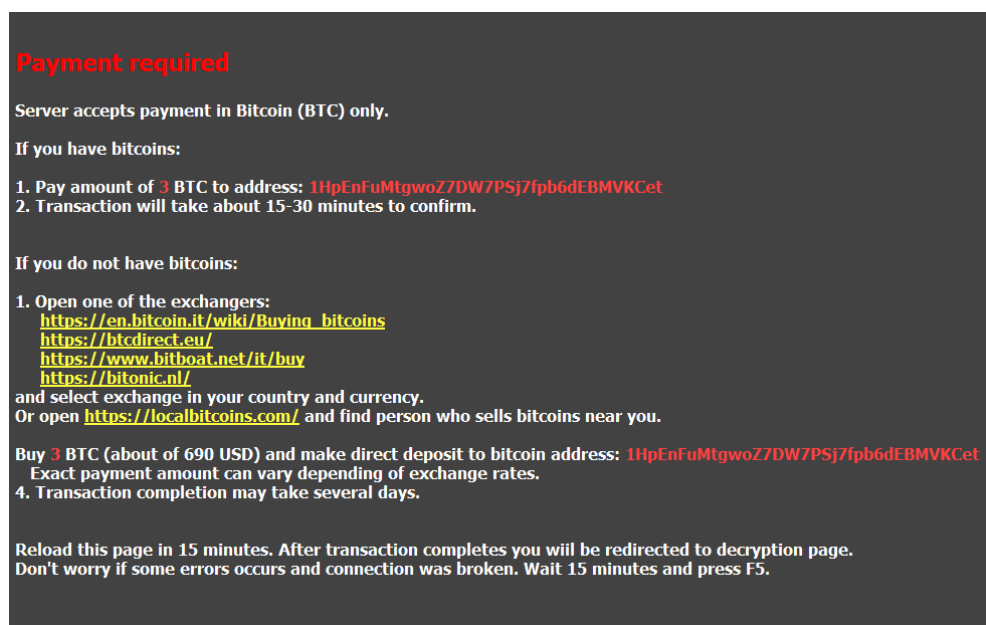 Payment required
Server accepts payment in Bitcoin (BTC) only.
If you have bitcoins:
1. Pay amount of 3 BTC to address: 1HpEnFuMtgwoZ7DW7PSj7fpb6dEBMVKCet
2. Transaction will take about 15-30 minutes to confirm.
If you do not have bitcoins:
1. Open one of the exchangers:
https://en.bitcoin.it/wiki/Buying_bitcoins
https://btcdirect.eu/
https://www.bitboat.net/it/buy
https://bitonic.nl/
and select exchange in your country and currency.
Or open https://localbitcoins.com/ and find person who sells bitcoins near you.
Buy 3 BTC (about of 690 USD) and make direct deposit to bitcoin address: 1HpEnFuMtgwoZ7DW7PSj7fpb6dEBMVKCet
Exact payment amount can vary depending of exchange rates.
4. Transaction completion may take several days.
Reload this page in 15 minutes. After transaction completes you wiil be redirected to decryption page.
Don't worry if some errors occurs and connection was broken. Wait 15 minutes and press F5.